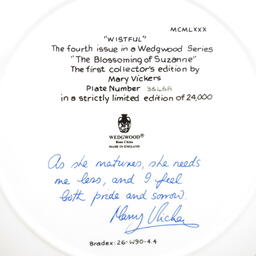 MCMLXXX
"WISTFUL"
The fourth issue in a Wedgwood Series
"The Blossoming of Suzanne"
The first collector's edition by
Mary Vickers
Plate Number
in a strictly limited edition of 24,000
WEDGWOOD®
Bone China
MADE IN ENGLAND
As she matures, she needs
me less, and I feel
both pride and sorrow.
Mary Vickers
Bradex: 26-W90-4.4